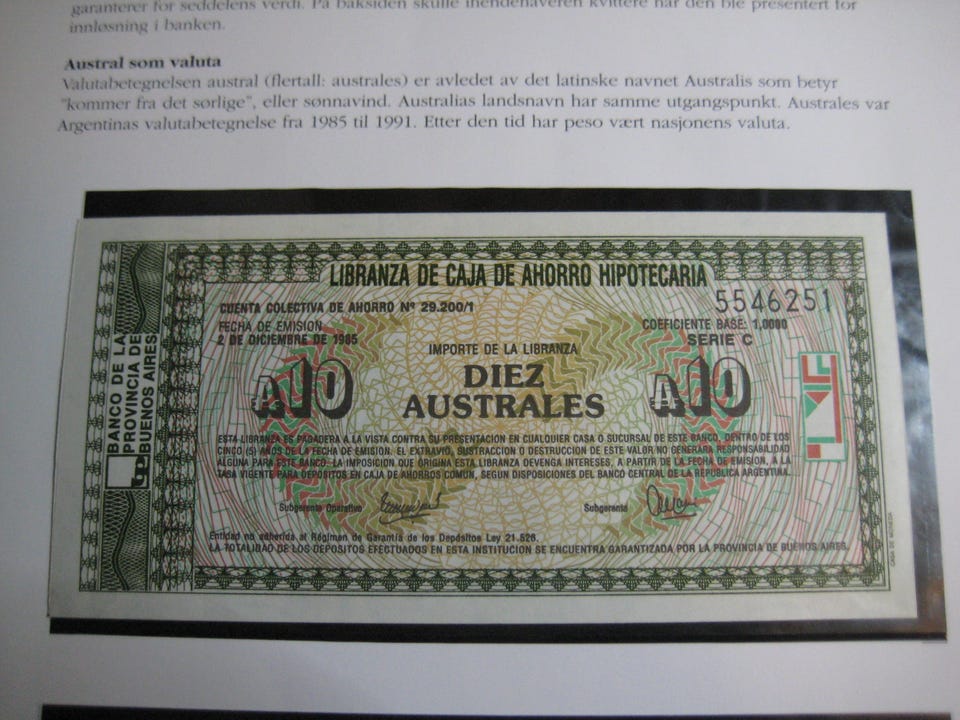 garanterer for seddelens verdi. På baksiden skulle ihendehaveren kvittere når den ble presentert for
innløsning i banken.
Austral som valuta
Valutabetegnelsen austral (flertall: australes) er avledet av det latinske navnet Australis som betyr
"kommer fra det sørlige", eller sønnavind. Australias landsnavn har samme utgangspunkt. Australes var
Argentinas valutabetegnelse fra 1985 til 1991. Etter den tid har peso vært nasjonens valuta.
BANCO DE LA
PROVINCIA DE
BUENOS AIRES
LIBRANZA DE CAJA DE AHORRO HIPOTECARIA
CUENTA COLECTIVA DE AHORRO Nº 29.200/1
5546251
FECHA DE EMISION
2 DE DICIEMBRE DE 1985
COEFICIENTE BASE: 1,0000
SERIE C
IMPORTE DE LA LIBRANZA
A10
DIEZ
AUSTRALES
A10
ESTA LIBRANZA ES PAGADERA A LA VISTA CONTRA SU PRESENTACION EN CUALQUIER CASA O SUCURSAL DE ESTE BANCO, DENTRO DE LOS
CINCO (5) AÑOS DE LA FECHA DE EMISION. EL EXTRAVIO, SUSTRACCION O DESTRUCCION DE ESTE VALOR NO GENERARA RESPONSABILIDAD
ALGUNA PARA ESTE BANCO. LA IMPOSICION QUE ORIGINA ESTA LIBRANZA DEVENGA INTERESES, A PARTIR DE LA FECHA DE EMISION, A LA
TASA VIGENTE PARA DEPOSITOS EN CAJA DE AHORROS COMUN, SEGUN DISPOSICIONES DEL BANCO CENTRAL DE LA REPUBLICA ARGENTINA.
Subgerente Operativo
Subgerente
Entidad no adherida al Régimen de Garantía de los Depósitos Ley 21.526.
LA TOTALIDAD DE LOS DEPOSITOS EFECTUADOS EN ESTA INSTITUCION SE ENCUENTRA GARANTIZADA POR LA PROVINCIA DE BUENOS AIRES.
CASA DE MONEDA